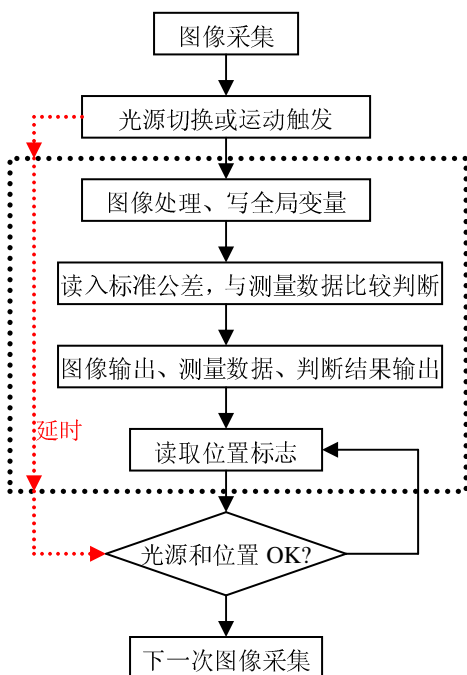 图像采集
光源切换或运动触发
图像处理、写全局变量
读入标准公差，与测量数据比较判断
图像输出、测量数据、判断结果输出
延时
读取位置标志
光源和位置 OK?
下一次图像采集